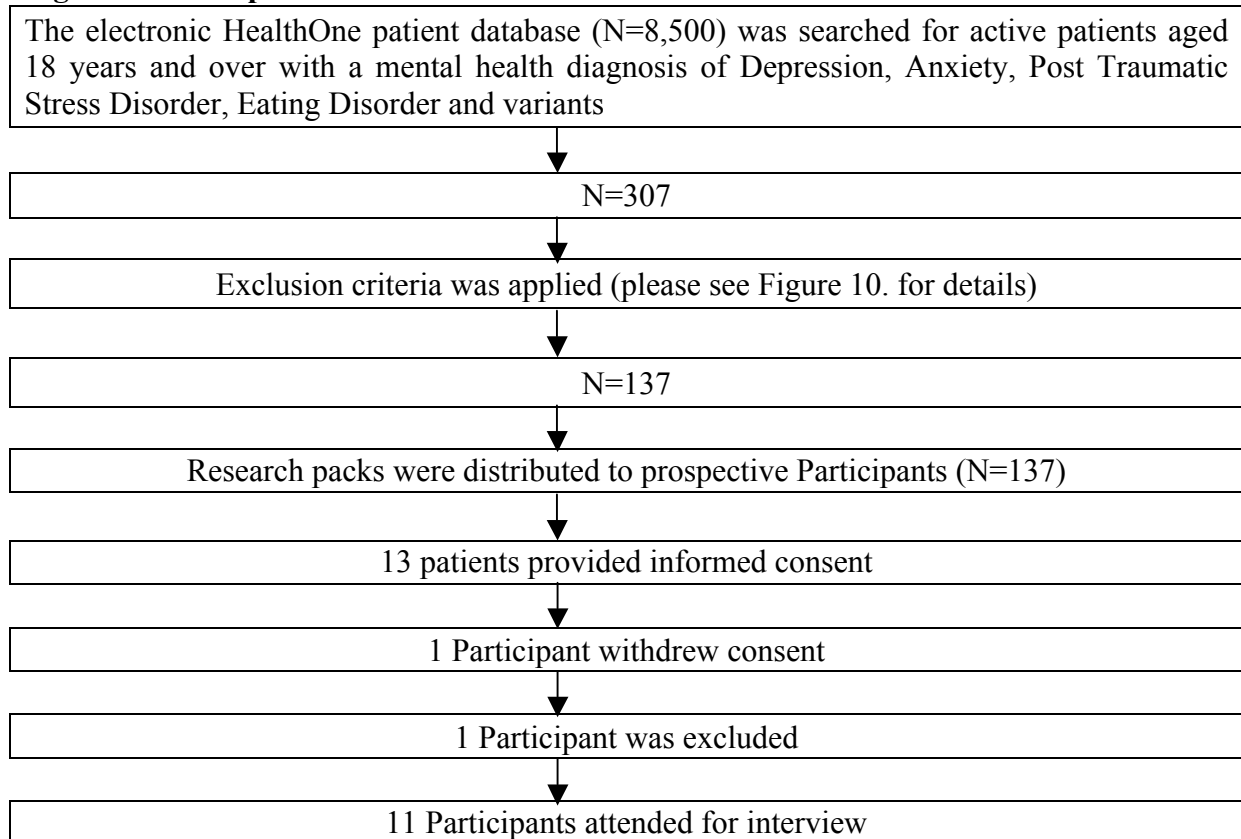 The electronic HealthOne patient database (N=8,500) was searched for active patients aged
18 years and over with a mental health diagnosis of Depression, Anxiety, Post Traumatic
Stress Disorder, Eating Disorder and variants
N=307
Exclusion criteria was applied (please see Figure 10. for details)
N=137
Research packs were distributed to prospective Participants (N=137)
13 patients provided informed consent
1 Participant withdrew consent
1 Participant was excluded
11 Participants attended for interview